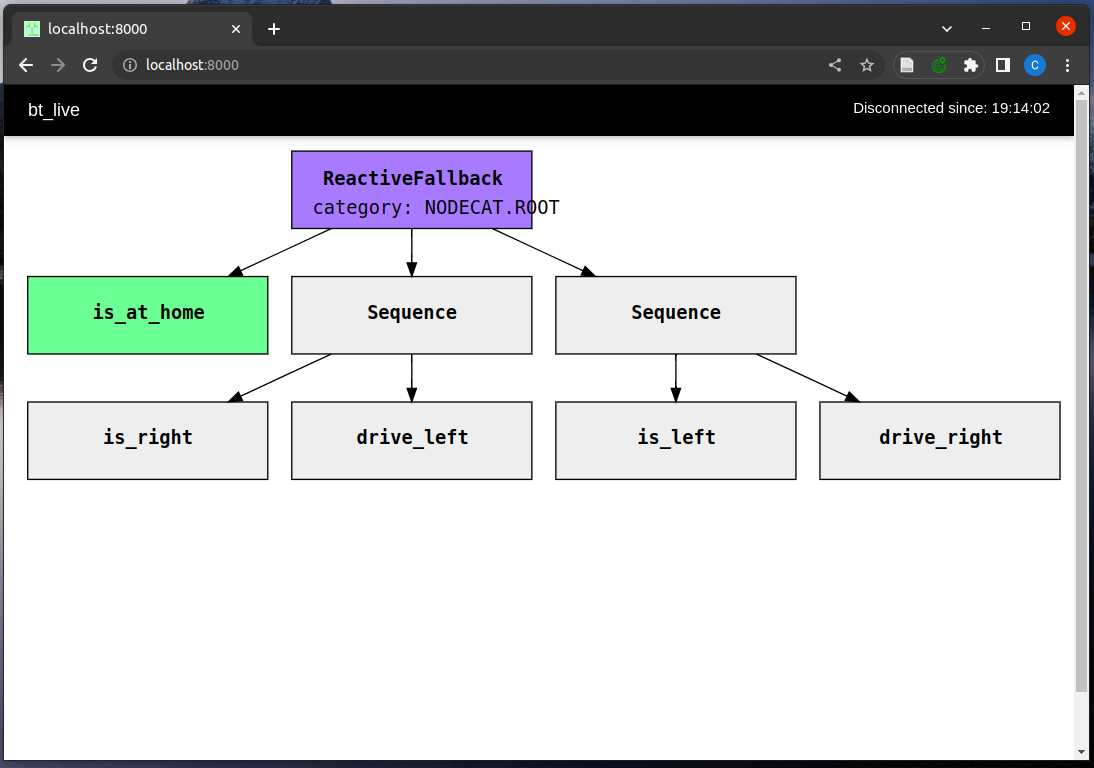 localhost:8000
localhost:8000
C
bt_live
Disconnected since: 19:14:02
ReactiveFallback
category: NODECAT.ROOT
is_at_home
Sequence
Sequence
is_right
drive_left
is_left
drive_right